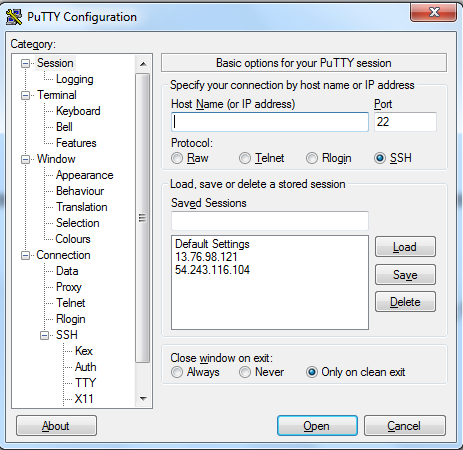 PuTTY Configuration
Category:
Session
Logging
Terminal
Keyboard
Bell
Features
Window
Appearance
Behaviour
Translation
Selection
Colours
Connection
Data
Proxy
Telnet
Rlogin
SSH
Kex
Auth
TTY
X11
Basic options for your PuTTY session
Specify your connection by host name or IP address
Host Name (or IP address) Port
22
Protocol:
Raw Telnet Rlogin SSH
Load, save or delete a stored session
Saved Sessions
Default Settings
13.76.98.121
54.243.116.104
Load
Save
Delete
Close window on exit:
Always Never Only on clean exit
About Open Cancel